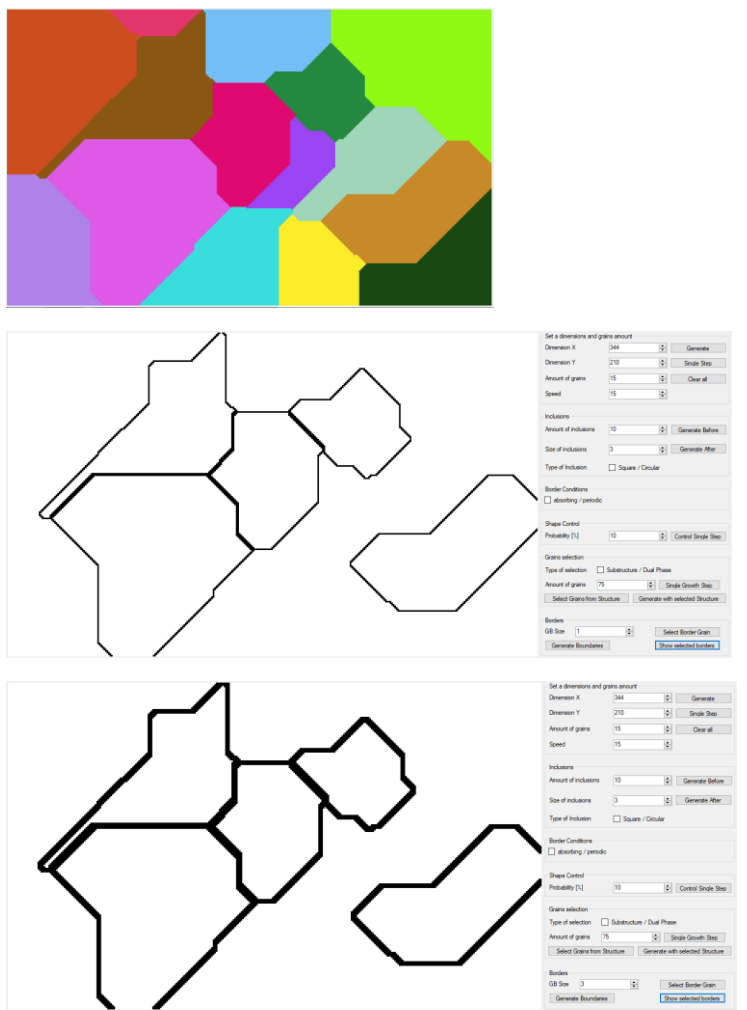 Set a dimensions and grains amount
Dimension X 344 Generate
Dimension Y 210 Single Step
Amount of grains 15 Clear all
Speed 15
Inclusions
Amount of inclusions 10 Generate Before
Size of inclusions 3 Generate After
Type of Inclusion Square / Circular
Border Conditions
absorbing / periodic
Shape Control
Probability [%] 10 Control Single Step
Grains selection
Type of selection Substructure / Dual Phase
Amount of grains 75 Single Growth Step
Select Grains from Structure Generate with selected Structure
Borders
GB Size 1 Select Border Grain
Generate Boundaries Show selected borders
Set a dimensions and grains amount
Dimension X 344 Generate
Dimension Y 210 Single Step
Amount of grains 15 Clear all
Speed 15
Inclusions
Amount of inclusions 10 Generate Before
Size of inclusions 3 Generate After
Type of Inclusion Square / Circular
Border Conditions
absorbing / periodic
Shape Control
Probability [%] 10 Control Single Step
Grains selection
Type of selection Substructure / Dual Phase
Amount of grains 75 Single Growth Step
Select Grains from Structure Generate with selected Structure
Borders
GB Size 3 Select Border Grain
Generate Boundaries Show selected borders